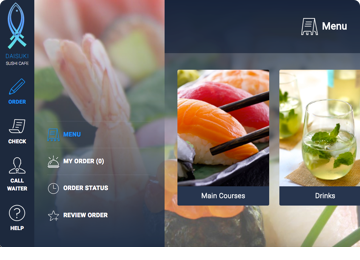 DAISUKI
SUSHI CAFE
ORDER
CHECK
CALL
WAITER
HELP
MENU
MY ORDER (0)
ORDER STATUS
REVIEW ORDER
Menu
Main Courses
Drinks